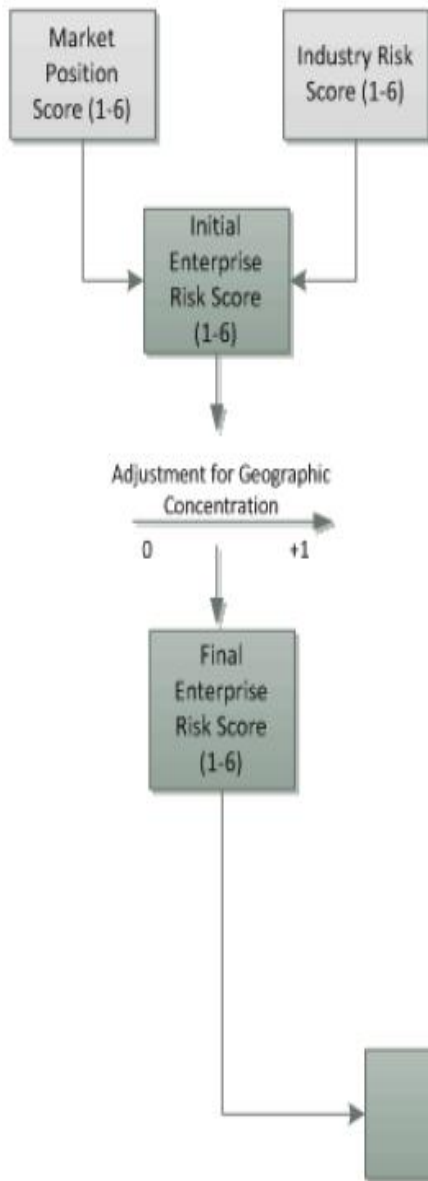 Market
Position
Score (1-6)
Industry Risk
Score (1-6)
Initial
Enterprise
Risk Score
(1-6)
Adjustment for Geographic
Concentration
0
+1
Final
Enterprise
Risk Score
(1-6)